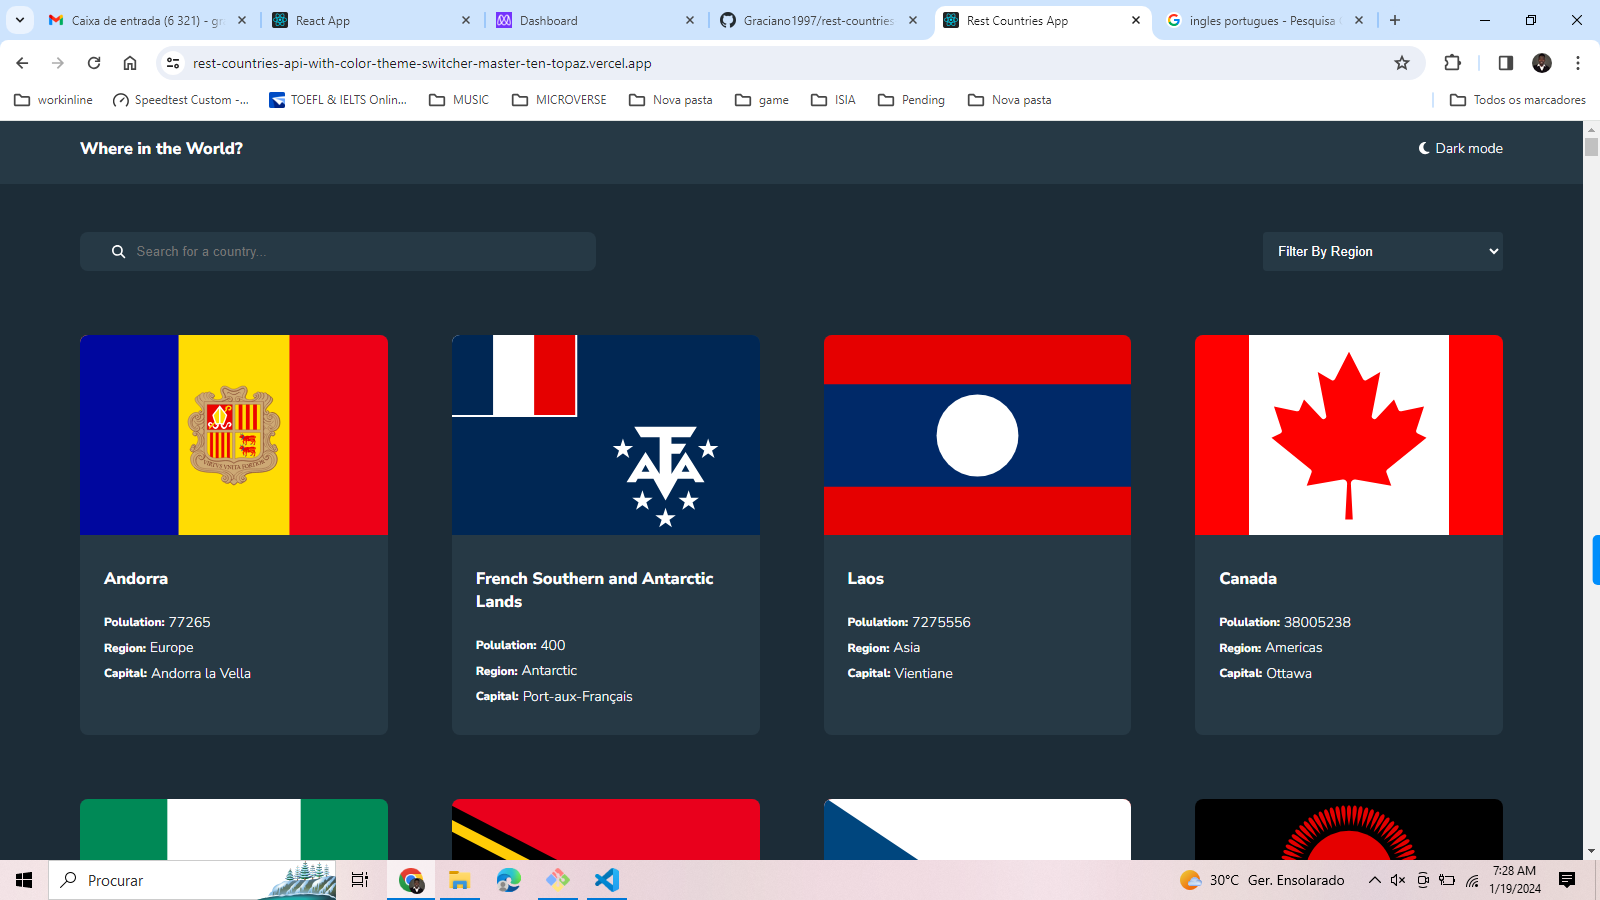 Caixa de entrada (6 321) - gra
React App
Dashboard
Graciano1997/rest-countries
Rest Countries App
ingles portugues - Pesquisa
rest-countries-api-with-color-theme-switcher-master-ten-topaz.vercel.app
workinline
Speedtest Custom -...
TOEFL & IELTS Onlin...
MUSIC
MICROVERSE
Nova pasta
game
ISIA
Pending
Nova pasta
Todos os marcadores
Where in the World?
Dark mode
Search for a country...
Filter By Region
Andorra
Polulation: 77265
Region: Europe
Capital: Andorra la Vella
French Southern and Antarctic
Lands
Polulation: 400
Region: Antarctic
Capital: Port-aux-Français
Laos
Polulation: 7275556
Region: Asia
Capital: Vientiane
Canada
Polulation: 38005238
Region: Americas
Capital: Ottawa
Procurar
30°C Ger. Ensolarado
7:28 AM
1/19/2024